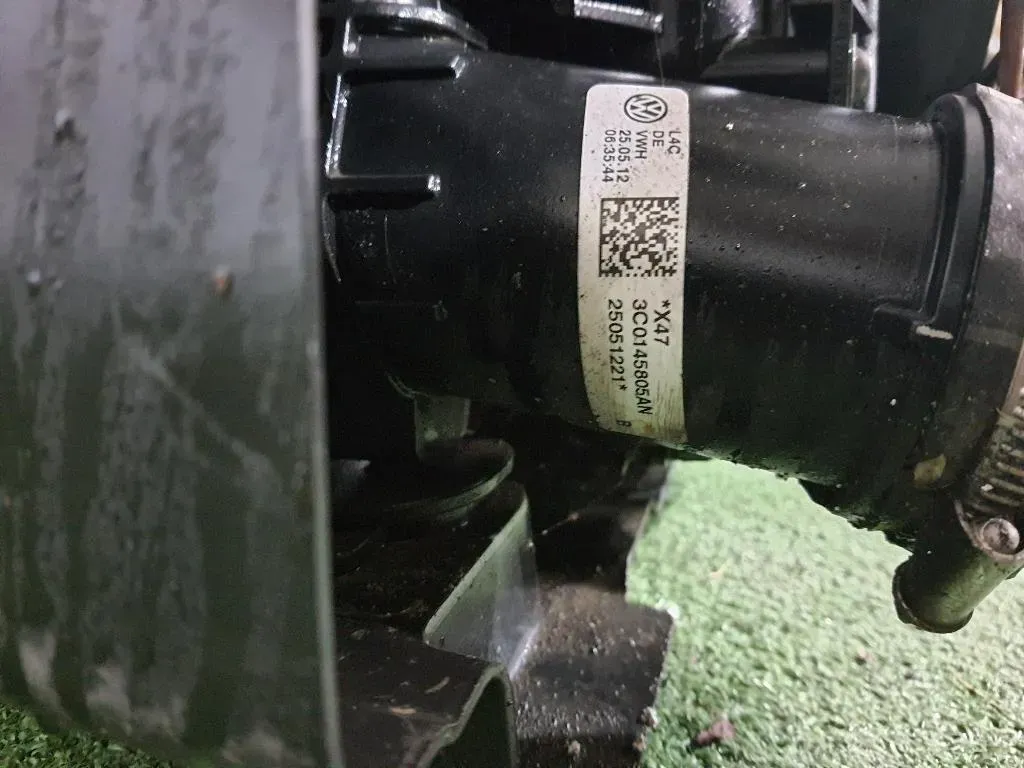 L4C
DE
VWH
25.05.12
06:35:44
*X47
3C0145805AN
B
25051221*